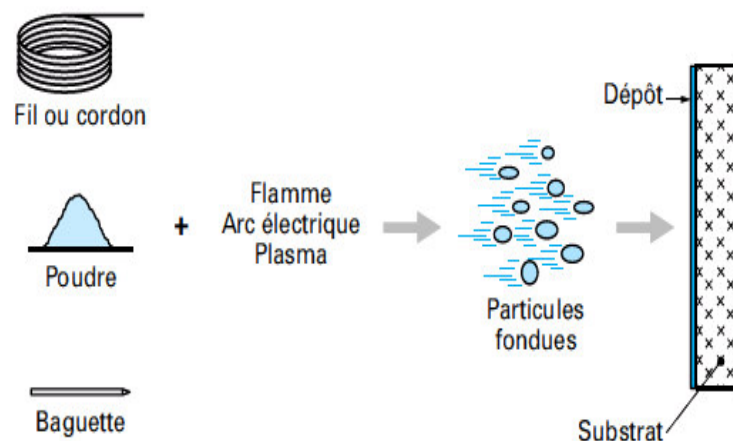 Fil ou cordon
Poudre
Baguette
+
Flamme
Arc électrique
Plasma
Particules
fondues
Dépôt
Substrat